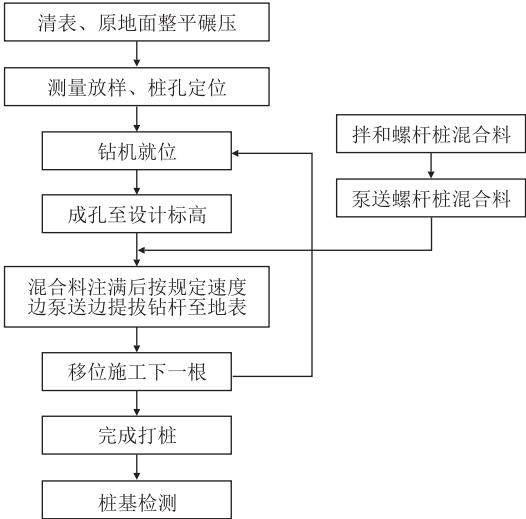 清表、原地面整平碾压
测量放样、桩孔定位
钻机就位
成孔至设计标高
拌和螺杆桩混合料
泵送螺杆桩混合料
混合料注满后按规定速度
边泵送边提拔钻杆至地表
移位施工下一根
完成打桩
桩基检测